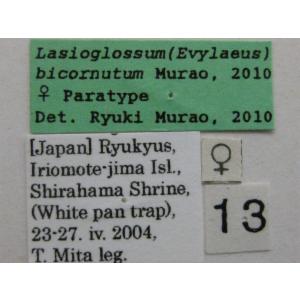 Lasioglossum(Evylaeus)
bicornutum Murao, 2010
♀ Paratype
Det. Ryuki Murao, 2010
[Japan] Ryukyus,
Iriomote-jima Isl.,
Shirahama Shrine,
(White pan trap),
23-27. iv. 2004,
T. Mita leg.
♀
13